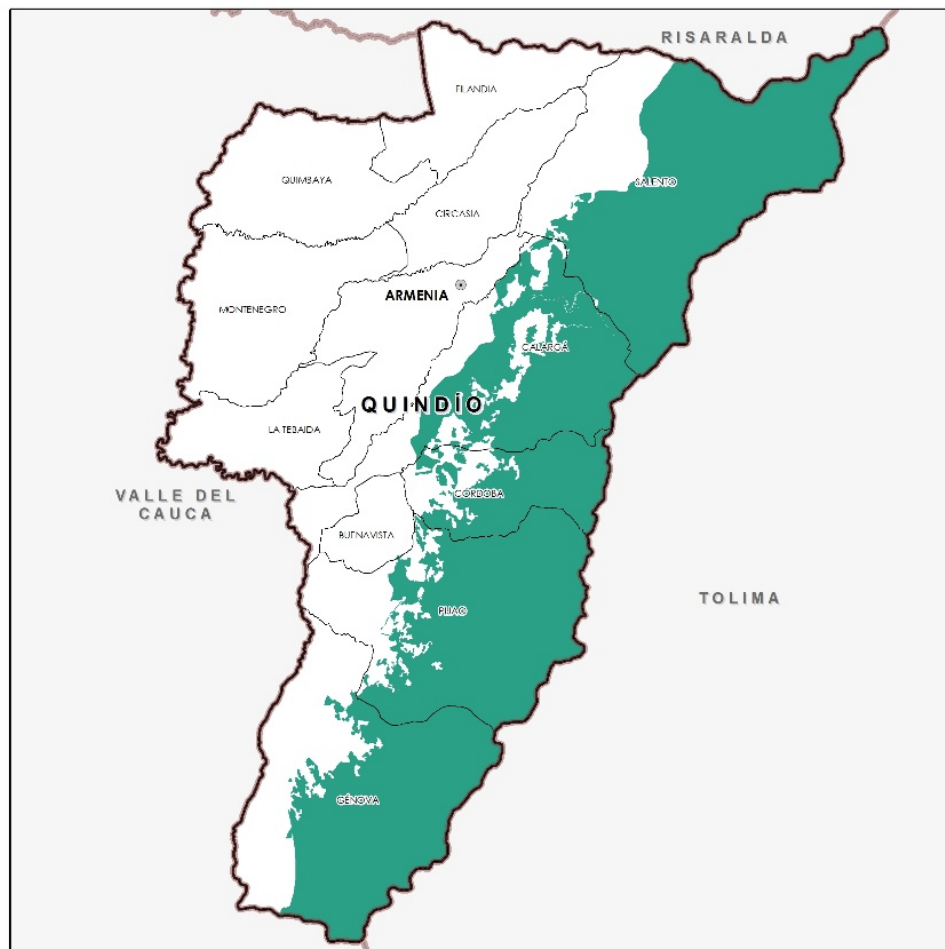 RISARALDA
FILANDIA
QUIMBAYA
SALENTO
CIRCASIA
ARMENIA
MONTENEGRO
CALARCÁ
QUINDÍO
LA TEBAIDA
VALLE DEL
CAUCA
CÓRDOBA
BUENAVISTA
TOLIMA
PIJAO
GÉNOVA